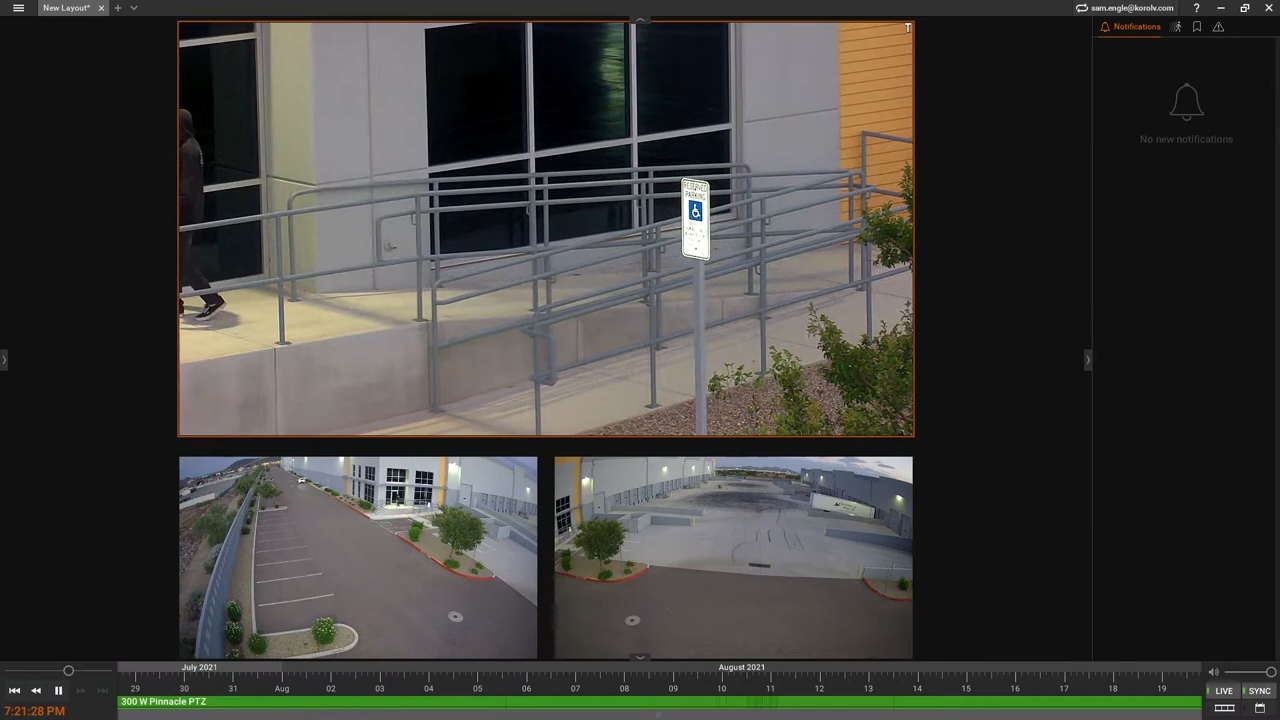 New Layout*
sam.engle@korolv.com
Notifications
No new notifications
RESERVED
PARKING
July 2021
August 2021
29 30 31 Aug 02 03 04 05 06 07 08 09 10 11 12 13 14 15 16 17 18 19
LIVE
SYNC
300 W Pinnacle PTZ
7:21:28 PM